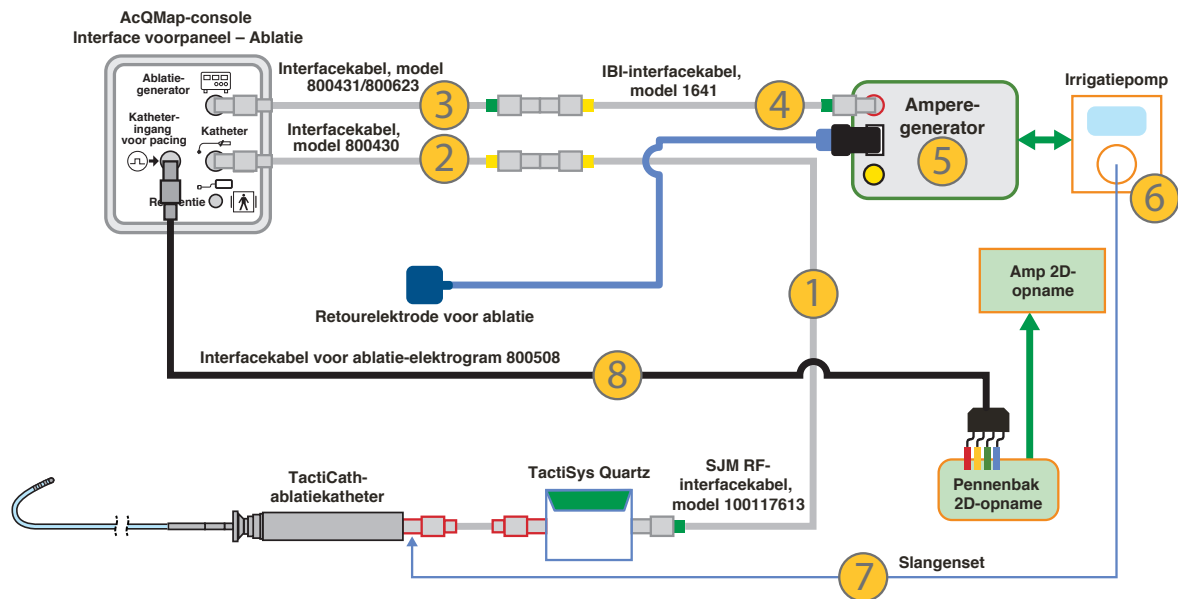 AcQMap-console
Interface voorpaneel – Ablatie
Ablatie-
generator
Katheter-
ingang
voor pacing
Katheter
Interfacekabel, model
800431/800623
3
Interfacekabel,
model 800430
2
IBI-interfacekabel,
model 1641
4
Ampere-
generator
5
Irrigatiepomp
6
Retourelektrode voor ablatie
1
Amp 2D-
opname
Interfacekabel voor ablatie-elektrogram 800508
8
Pennenbak
2D-opname
TactiCath-
ablatiekatheter
TactiSys Quartz
SJM RF-
interfacekabel,
model 100117613
7
Slangenset